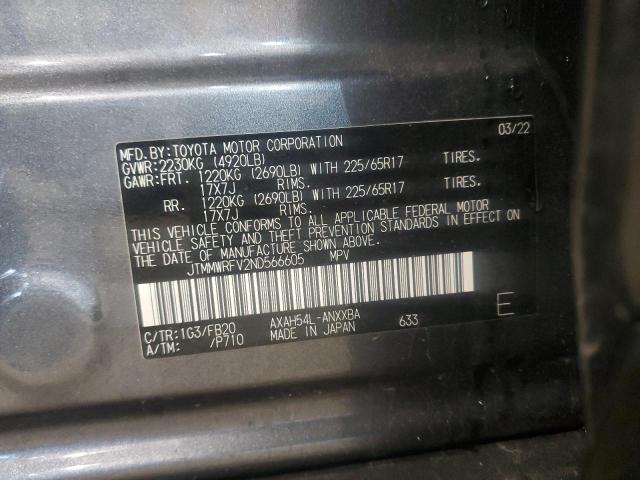 MFD.BY:TOYOTA MOTOR CORPORATION 03/22
GVWR:2230KG (4920LB)
GAWR:FRT. 1220KG (2690LB) WITH 225/65R17 TIRES.
17X7J RIMS.
RR. 1220KG (2690LB) WITH 225/65R17 TIRES.
17X7J RIMS.
THIS VEHICLE CONFORMS TO ALL APPLICABLE FEDERAL MOTOR
VEHICLE SAFETY AND THEFT PREVENTION STANDARDS IN EFFECT ON
THE DATE OF MANUFACTURE SHOWN ABOVE.
JTMMWRFV2ND566605 MPV
C/TR:1G3/FB20 AXAH54L-ANXXBA 633 E
A/TM: /P710 MADE IN JAPAN